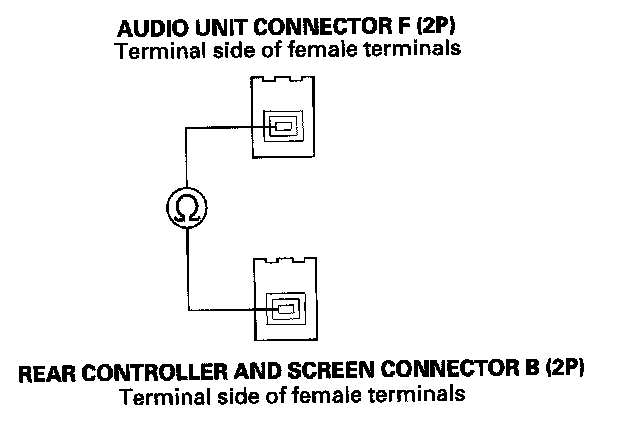 AUDIO UNIT CONNECTOR F (2P)
Terminal side of female terminals
Ω
REAR CONTROLLER AND SCREEN CONNECTOR B (2P)
Terminal side of female terminals